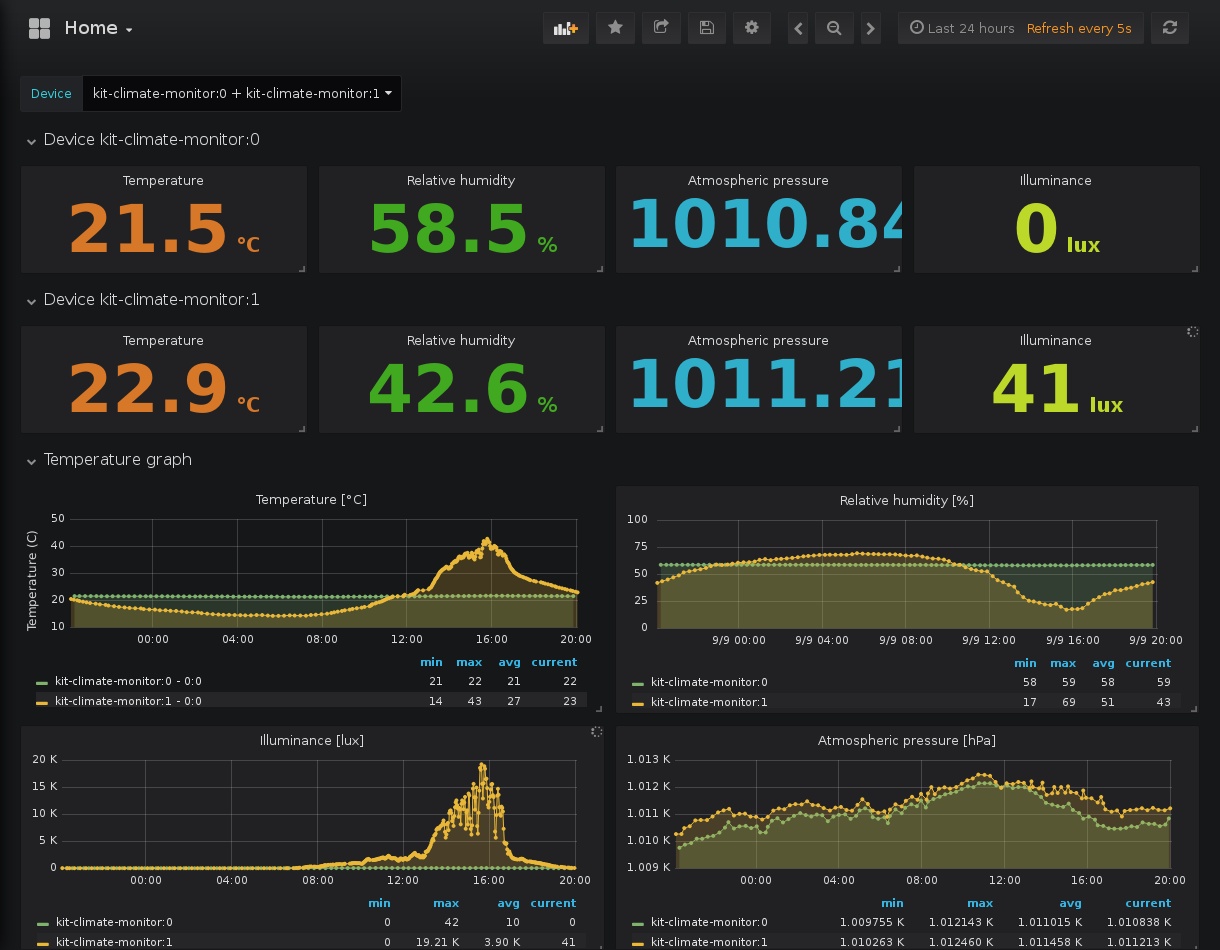 Home
Last 24 hours Refresh every 5s
Device kit-climate-monitor:0 + kit-climate-monitor:1
Device kit-climate-monitor:0
Temperature Relative humidity Atmospheric pressure Illuminance
21.5 °C 58.5 % 1010.84 0 lux
Device kit-climate-monitor:1
Temperature Relative humidity Atmospheric pressure Illuminance
22.9 °C 42.6 % 1011.21 41 lux
Temperature graph
Temperature [°C]
Temperature (C)
50
40
30
20
10
00:00 04:00 08:00 12:00 16:00 20:00
min max avg current
kit-climate-monitor:0 - 0:0 21 22 21 22
kit-climate-monitor:1 - 0:0 14 43 27 23
Relative humidity [%]
100
75
50
25
0
9/9 00:00 9/9 04:00 9/9 08:00 9/9 12:00 9/9 16:00 9/9 20:00
min max avg current
kit-climate-monitor:0 58 59 58 59
kit-climate-monitor:1 17 69 51 43
Illuminance [lux]
20 K
15 K
10 K
5 K
0
00:00 04:00 08:00 12:00 16:00 20:00
min max avg current
kit-climate-monitor:0 0 42 10 0
kit-climate-monitor:1 0 19.21 K 3.90 K 41
Atmospheric pressure [hPa]
1.013 K
1.012 K
1.011 K
1.010 K
1.009 K
00:00 04:00 08:00 12:00 16:00 20:00
min max avg current
kit-climate-monitor:0 1.009755 K 1.012143 K 1.011015 K 1.010838 K
kit-climate-monitor:1 1.010263 K 1.012460 K 1.011458 K 1.011213 K